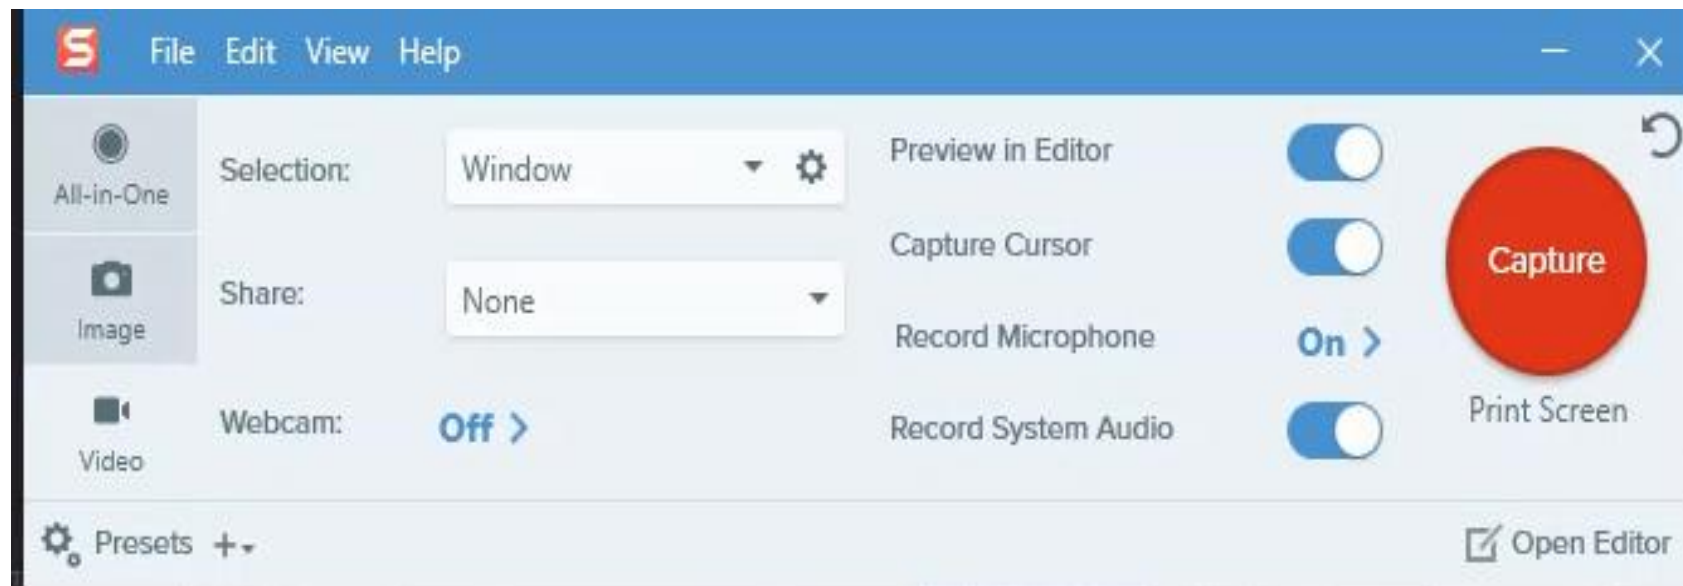 S File Edit View Help
All-in-One
Image
Video
Selection: Window
Share: None
Webcam: Off >
Preview in Editor
Capture Cursor
Record Microphone On >
Record System Audio
Capture
Print Screen
Presets +
Open Editor